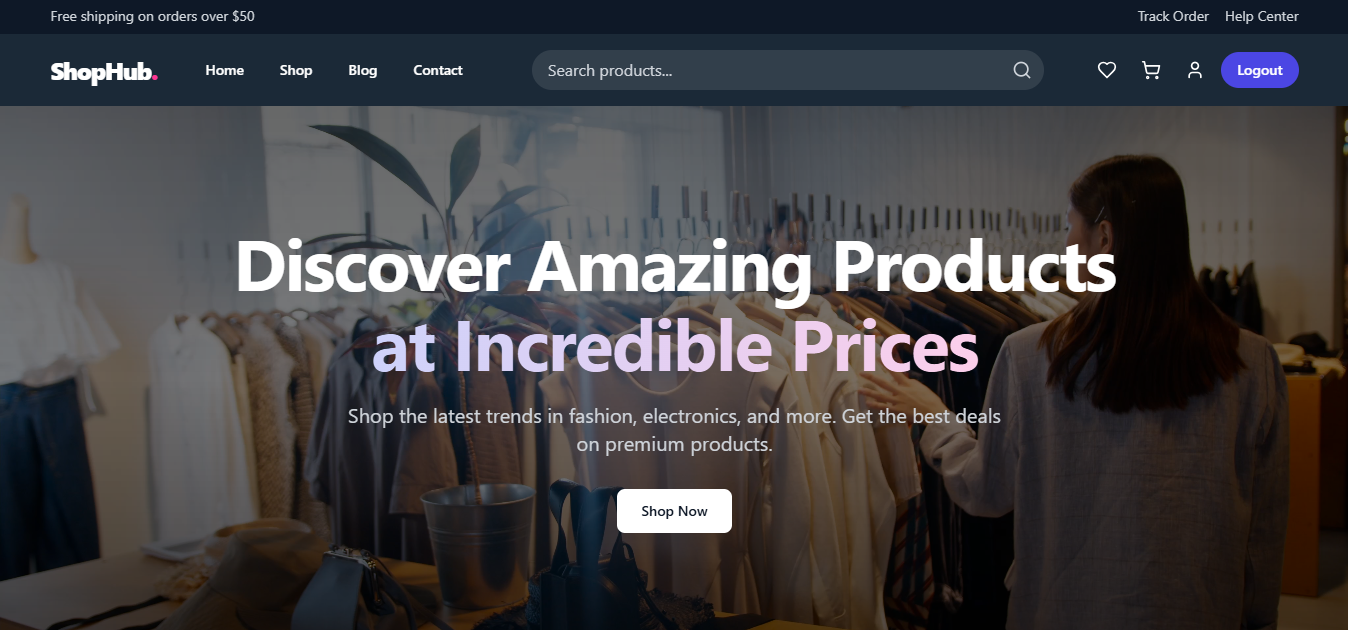 Free shipping on orders over $50
Track Order
Help Center
ShopHub.
Home
Shop
Blog
Contact
Search products...
Logout
Discover Amazing Products
at Incredible Prices
Shop the latest trends in fashion, electronics, and more. Get the best deals
on premium products.
Shop Now